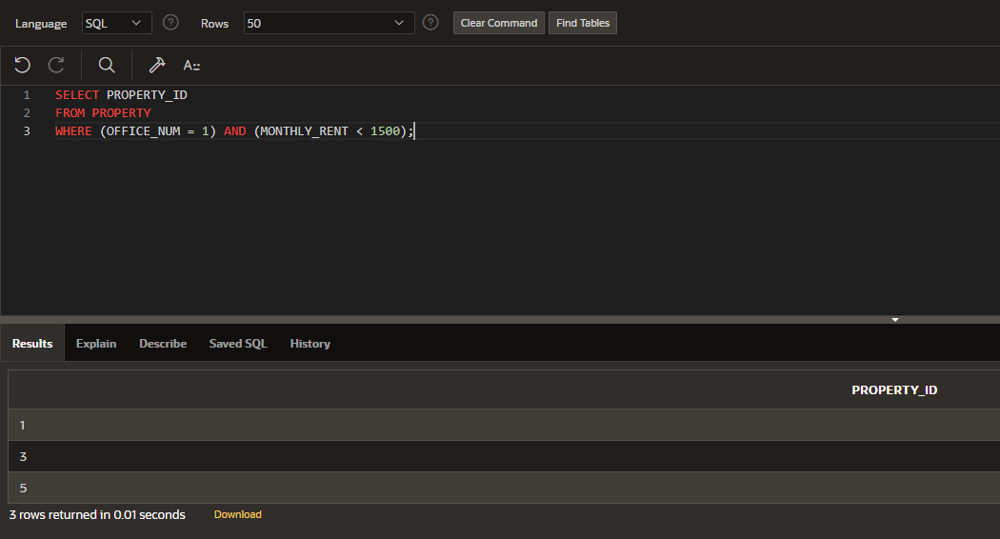 Language SQL ? Rows 50 ? Clear Command Find Tables
A
1 SELECT PROPERTY_ID
2 FROM PROPERTY
3 WHERE (OFFICE_NUM = 1) AND (MONTHLY_RENT < 1500);
Results Explain Describe Saved SQL History
PROPERTY_ID
1
3
5
3 rows returned in 0.01 seconds Download